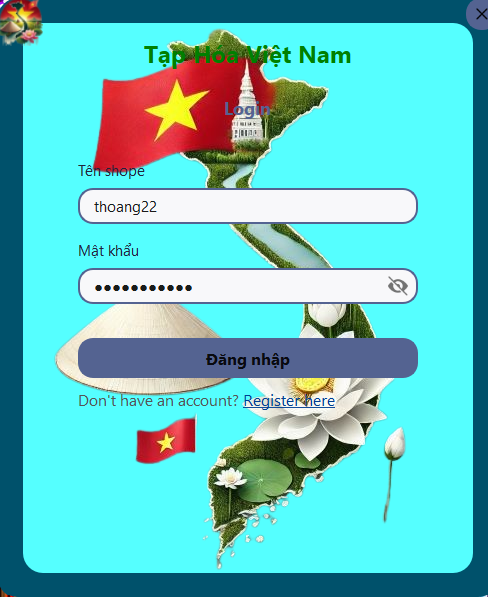 Tạp Hóa Việt Nam
Login
Tên shope
thoang22
Mật khẩu
●●●●●●●●●●●
Đăng nhập
Don't have an account? Register here